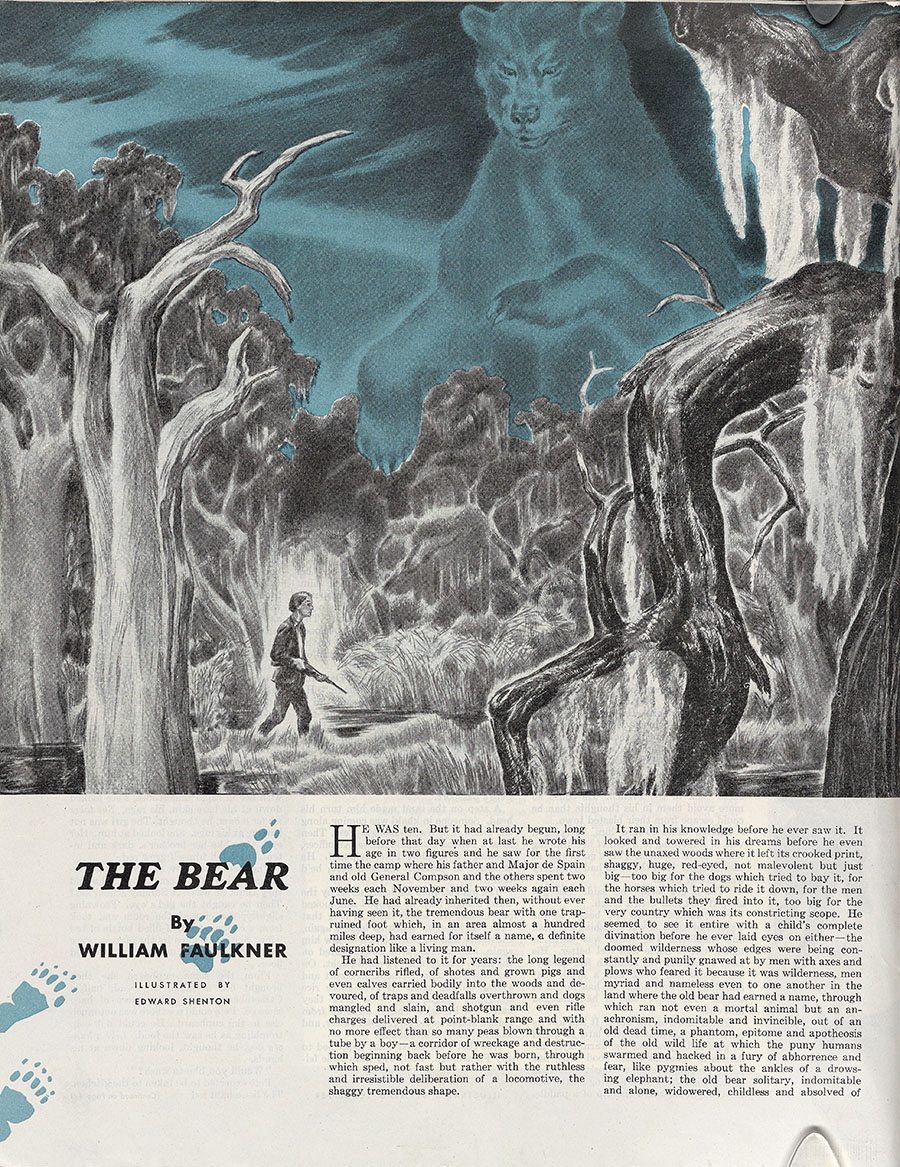 THE BEAR
By
WILLIAM FAULKNER
ILLUSTRATED BY
EDWARD SHENTON
HE WAS ten. But it had already begun, long
before that day when at last he wrote his
age in two figures and he saw for the first
time the camp where his father and Major de Spain
and old General Compson and the others spent two
weeks each November and two weeks again each
June. He had already inherited then, without ever
having seen it, the tremendous bear with one trap-
ruined foot which, in an area almost a hundred
miles deep, had earned for itself a name, a definite
designation like a living man.
He had listened to it for years: the long legend
of corncribs rifled, of shotes and grown pigs and
even calves carried bodily into the woods and de-
voured, of traps and deadfalls overthrown and dogs
mangled and slain, and shotgun and even rifle
charges delivered at point-blank range and with
no more effect than so many peas blown through a
tube by a boy—a corridor of wreckage and destruc-
tion beginning back before he was born, through
which sped, not fast but rather with the ruthless
and irresistible deliberation of a locomotive, the
shaggy tremendous shape.
It ran in his knowledge before he ever saw it. It
looked and towered in his dreams before he even
saw the unaxed woods where it left its crooked print,
shaggy, huge, red-eyed, not malevolent but just
big—too big for the dogs which tried to bay it, for
the horses which tried to ride it down, for the men
and the bullets they fired into it, too big for the
very country which was its constricting scope. He
seemed to see it entire with a child's complete
divination before he ever laid eyes on either—the
doomed wilderness whose edges were being con-
stantly and punily gnawed at by men with axes and
plows who feared it because it was wilderness, men
myriad and nameless even to one another in the
land where the old bear had earned a name, through
which ran not even a mortal animal but an an-
achronism, indomitable and invincible, out of an
old dead time, a phantom, epitome and apotheosis
of the old wild life at which the puny humans
swarmed and hacked in a fury of abhorrence and
fear, like pygmies about the ankles of a drows-
ing elephant; the old bear solitary, indomitable
and alone, widowered, childless and absolved of